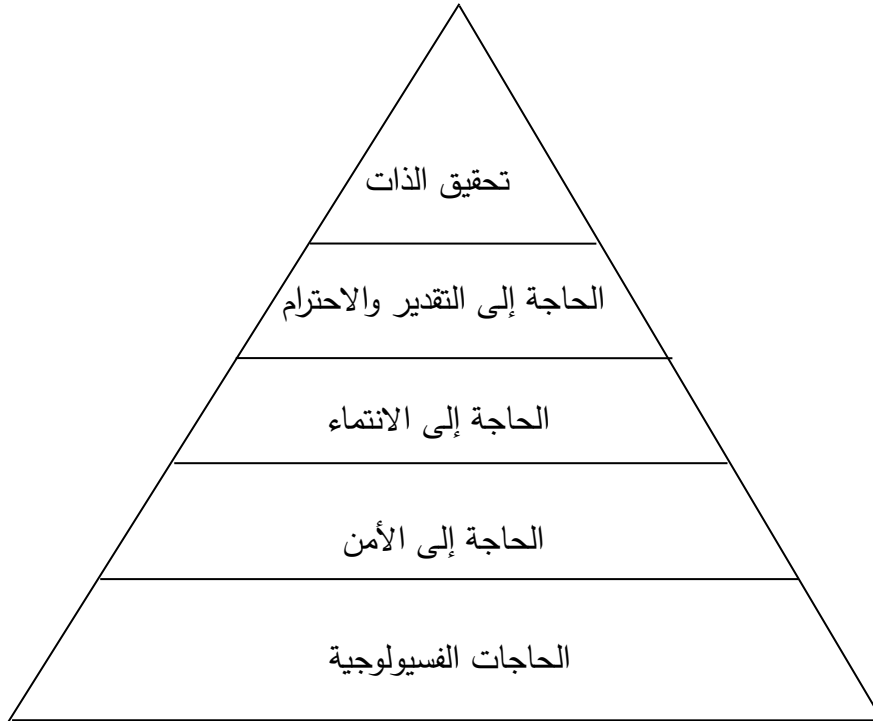 تحقيق الذات
الحاجة إلى التقدير والاحترام
الحاجة إلى الانتماء
الحاجة إلى الأمن
الحاجات الفسيولوجية